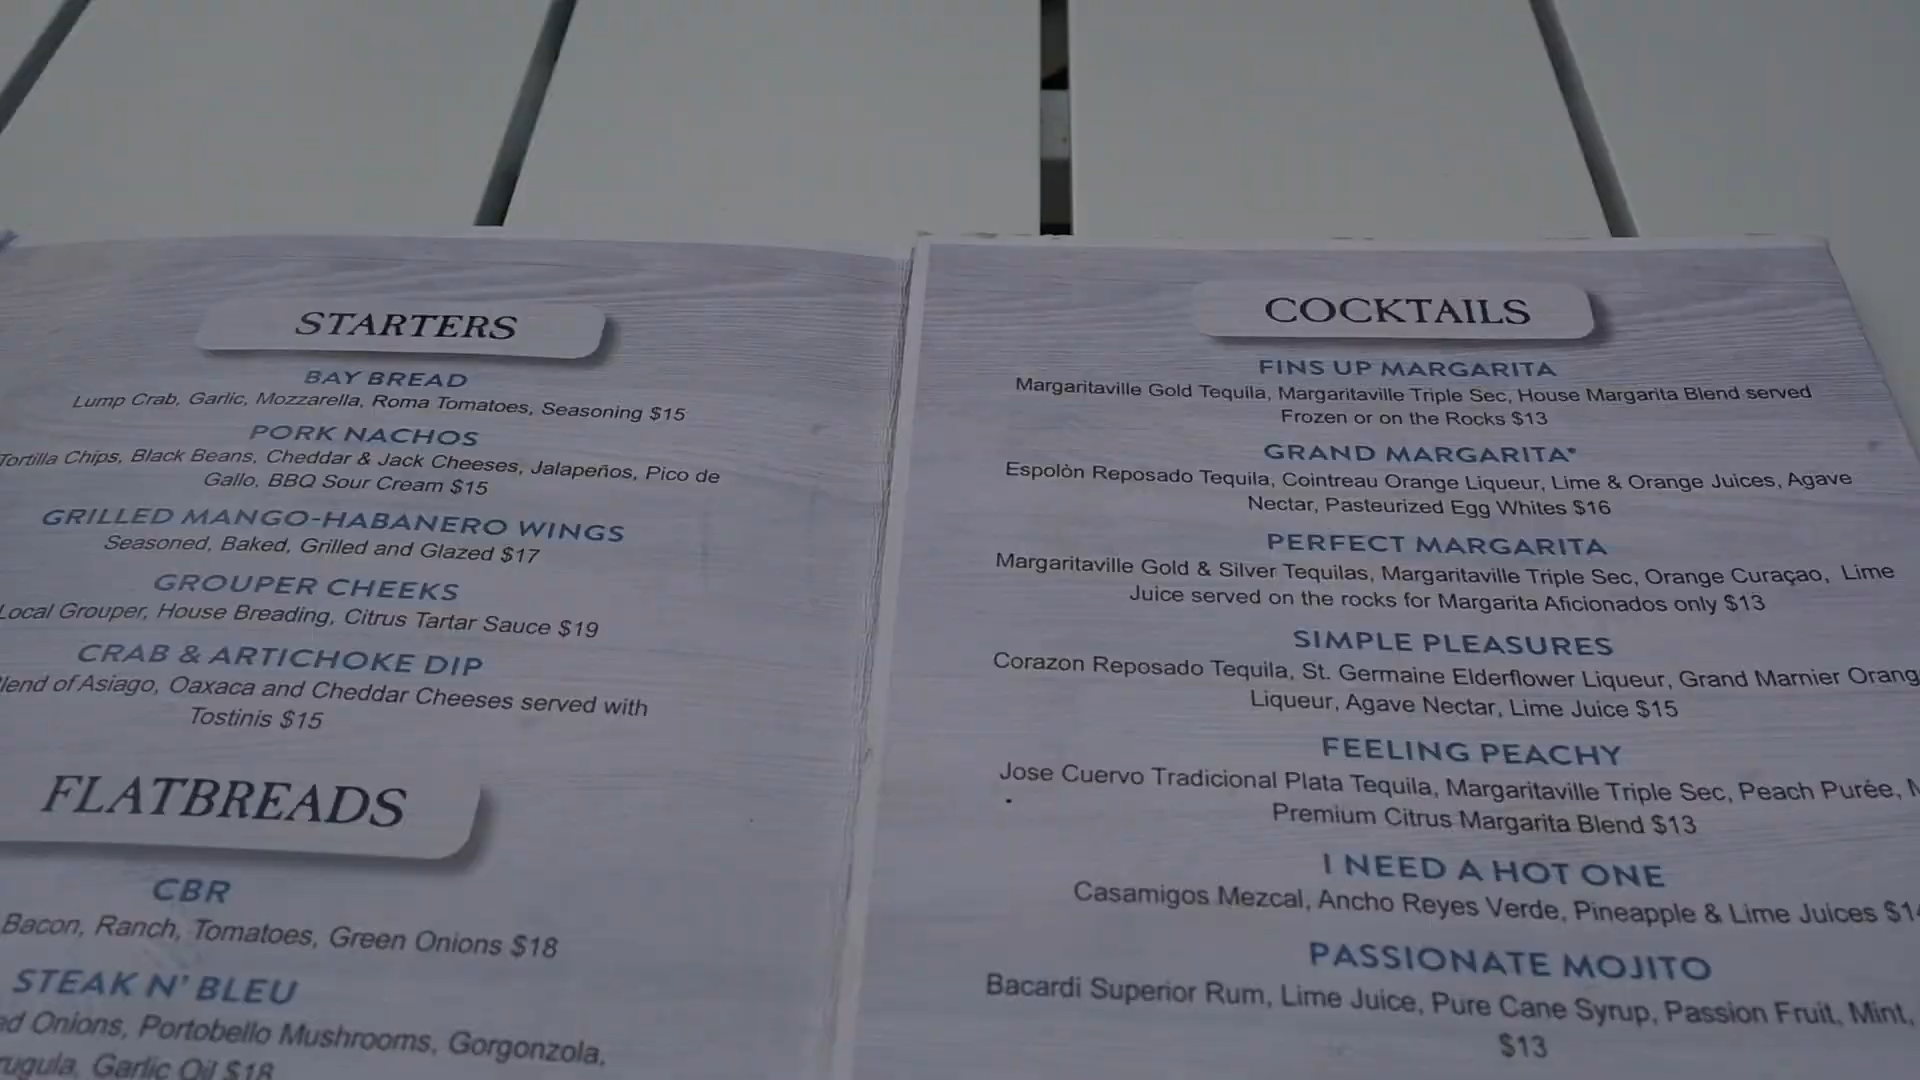 STARTERS
BAY BREAD
Lump Crab, Garlic, Mozzarella, Roma Tomatoes, Seasoning $15
PORK NACHOS
Tortilla Chips, Black Beans, Cheddar & Jack Cheeses, Jalapeños, Pico de
Gallo, BBQ Sour Cream $15
GRILLED MANGO-HABANERO WINGS
Seasoned, Baked, Grilled and Glazed $17
GROUPER CHEEKS
Local Grouper, House Breading, Citrus Tartar Sauce $19
CRAB & ARTICHOKE DIP
of Asiago, Oaxaca and Cheddar Cheeses served with
Tostinis $15
FLATBREADS
CBR
Bacon, Ranch, Tomatoes, Green Onions $18
STEAK N' BLEU
Onions, Portobello Mushrooms, Gorgonzola,
Garlic Oil $18
COCKTAILS
FINS UP MARGARITA
Margaritaville Gold Tequila, Margaritaville Triple Sec, House Margarita Blend served
Frozen or on the Rocks $13
GRAND MARGARITA*
Espolòn Reposado Tequila, Cointreau Orange Liqueur, Lime & Orange Juices, Agave
Nectar, Pasteurized Egg Whites $16
PERFECT MARGARITA
Margaritaville Gold & Silver Tequilas, Margaritaville Triple Sec, Orange Curaçao, Lime
Juice served on the rocks for Margarita Aficionados only $13
SIMPLE PLEASURES
Corazon Reposado Tequila, St. Germaine Elderflower Liqueur, Grand Marnier Orang
Liqueur, Agave Nectar, Lime Juice $15
FEELING PEACHY
Jose Cuervo Tradicional Plata Tequila, Margaritaville Triple Sec, Peach Purée,
Premium Citrus Margarita Blend $13
I NEED A HOT ONE
Casamigos Mezcal, Ancho Reyes Verde, Pineapple & Lime Juices
PASSIONATE MOJITO
Bacardi Superior Rum, Lime Juice, Pure Cane Syrup, Passion Fruit, Mint,
$13